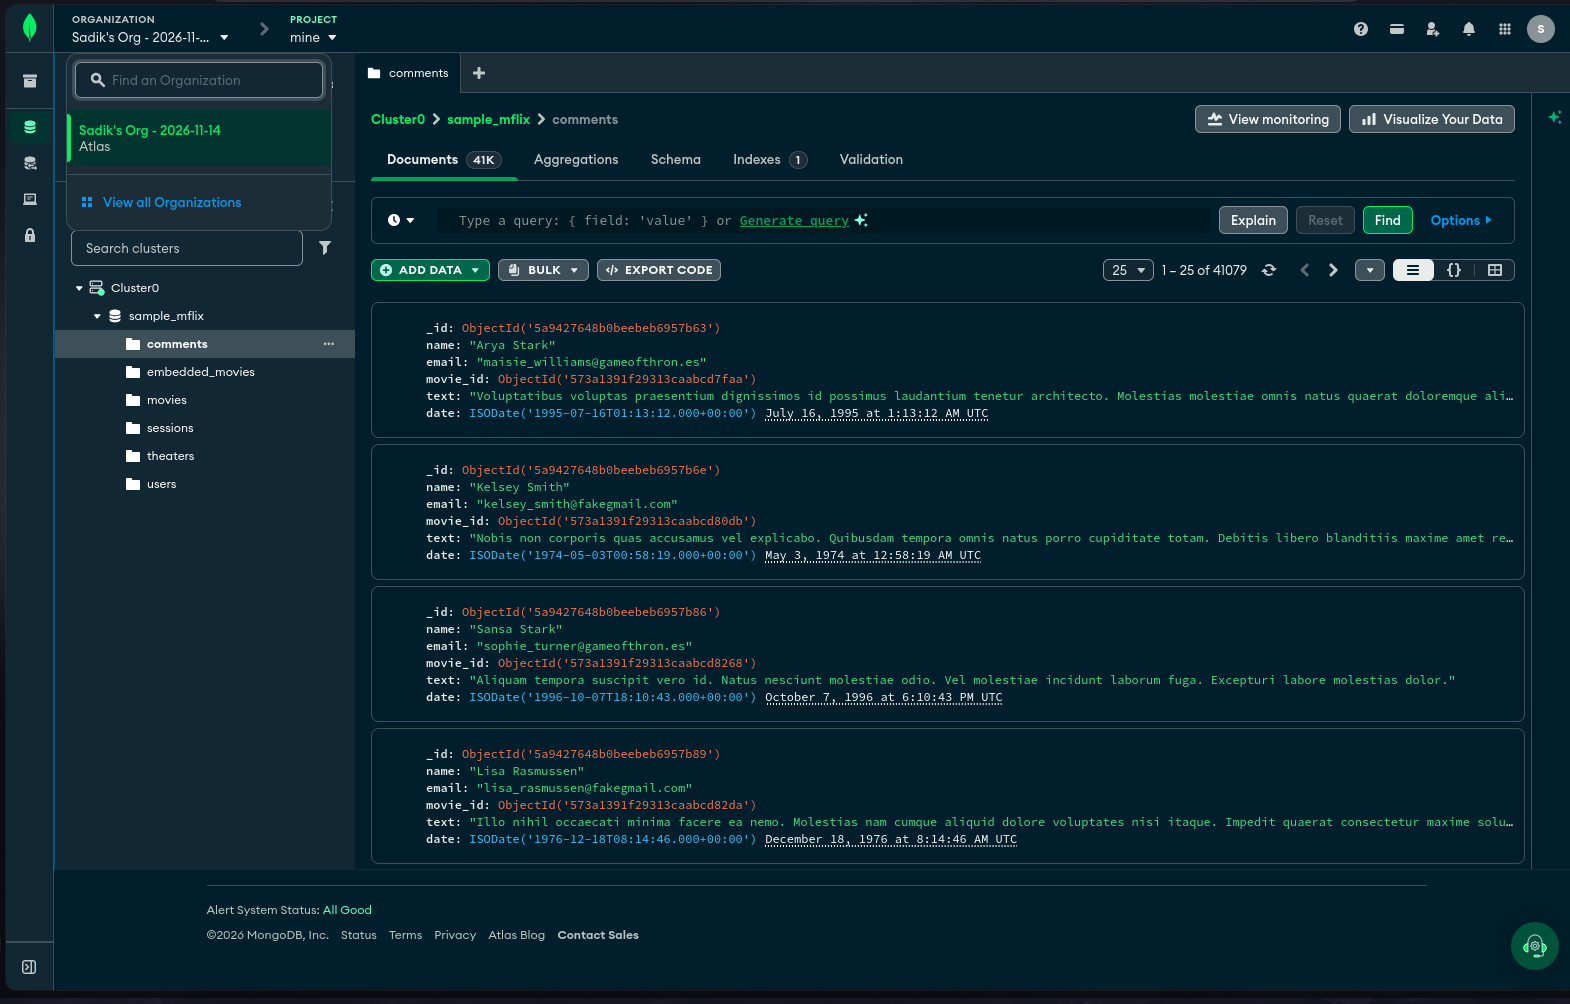 ORGANIZATION
Sadik's Org - 2026-11-...
PROJECT
mine
S
Find an Organization
Sadik's Org - 2026-11-14
Atlas
View all Organizations
Search clusters
Cluster0
sample_mflix
comments
embedded_movies
movies
sessions
theaters
users
comments
Cluster0 > sample_mflix > comments
View monitoring
Visualize Your Data
Documents 41K
Aggregations
Schema
Indexes 1
Validation
Type a query: { field: 'value' } or Generate query
Explain
Reset
Find
Options
ADD DATA
BULK
EXPORT CODE
25
1 – 25 of 41079
_id: ObjectId('5a9427648b0beebeb6957b63')
name: "Arya Stark"
email: "maisie_williams@gameofthron.es"
movie_id: ObjectId('573a1391f29313caabcd7faa')
text: "Voluptatibus voluptas praesentium dignissimos id possimus laudantium tenetur architecto. Molestias molestiae omnis natus quaerat doloremque ali…
date: ISODate('1995-07-16T01:13:12.000+00:00') July 16, 1995 at 1:13:12 AM UTC
_id: ObjectId('5a9427648b0beebeb6957b6e')
name: "Kelsey Smith"
email: "kelsey_smith@fakegmail.com"
movie_id: ObjectId('573a1391f29313caabcd80db')
text: "Nobis non corporis quas accusamus vel explicabo. Quibusdam tempora omnis natus porro cupiditate totam. Debitis libero blanditiis maxime amet re…
date: ISODate('1974-05-03T00:58:19.000+00:00') May 3, 1974 at 12:58:19 AM UTC
_id: ObjectId('5a9427648b0beebeb6957b86')
name: "Sansa Stark"
email: "sophie_turner@gameofthron.es"
movie_id: ObjectId('573a1391f29313caabcd8268')
text: "Aliquam tempora suscipit vero id. Natus nesciunt molestiae odio. Vel molestiae incidunt laborum fuga. Excepturi labore molestias dolor."
date: ISODate('1996-10-07T18:10:43.000+00:00') October 7, 1996 at 6:10:43 PM UTC
_id: ObjectId('5a9427648b0beebeb6957b89')
name: "Lisa Rasmussen"
email: "lisa_rasmussen@fakegmail.com"
movie_id: ObjectId('573a1391f29313caabcd82da')
text: "Illo nihil occaecati minima facere ea nemo. Molestias nam cumque aliquid dolore voluptates nisi itaque. Impedit quaerat consectetur maxime solu…
date: ISODate('1976-12-18T08:14:46.000+00:00') December 18, 1976 at 8:14:46 AM UTC
Alert System Status: All Good
©2026 MongoDB, Inc. Status Terms Privacy Atlas Blog Contact Sales